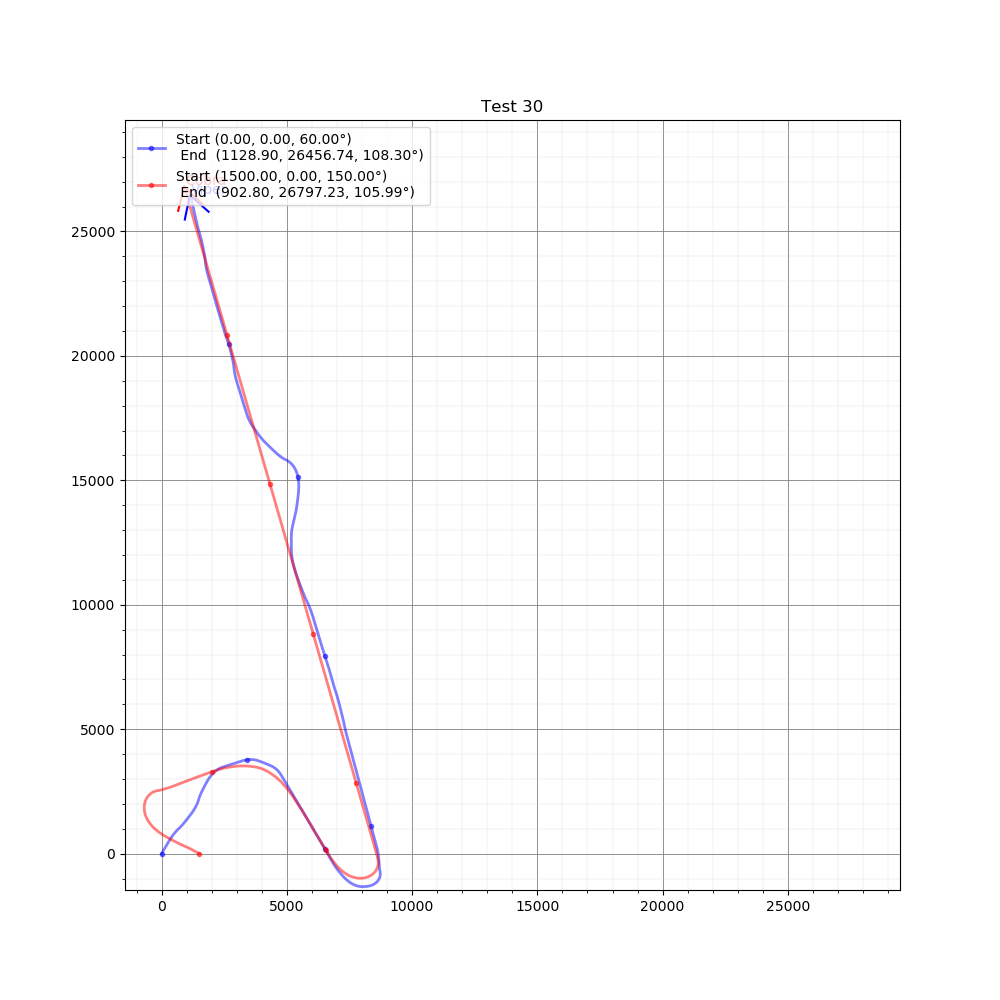 Test 30
Start (0.00, 0.00, 60.00°)
End (1128.90, 26456.74, 108.30°)
Start (1500.00, 0.00, 150.00°)
End (902.80, 26797.23, 105.99°)
25000
20000
15000
10000
5000
0
0 5000 10000 15000 20000 25000